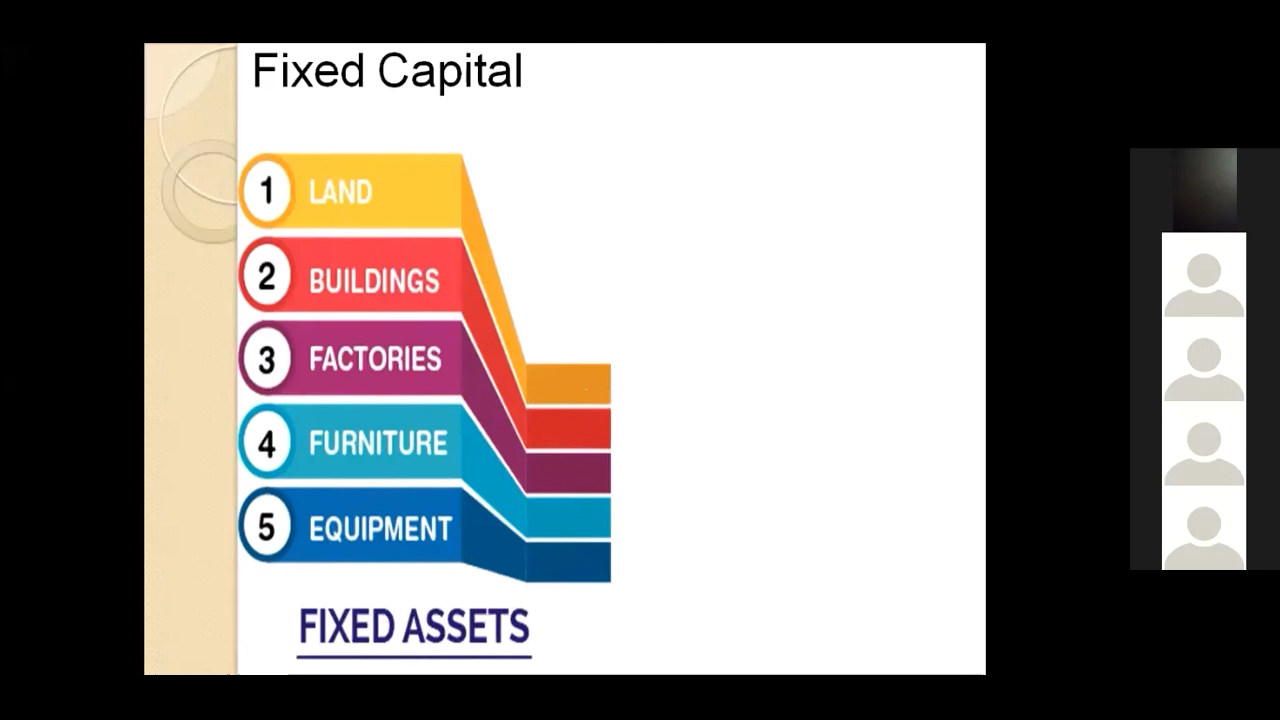 Fixed Capital
1 LAND
2 BUILDINGS
3 FACTORIES
4 FURNITURE
5 EQUIPMENT
FIXED ASSETS